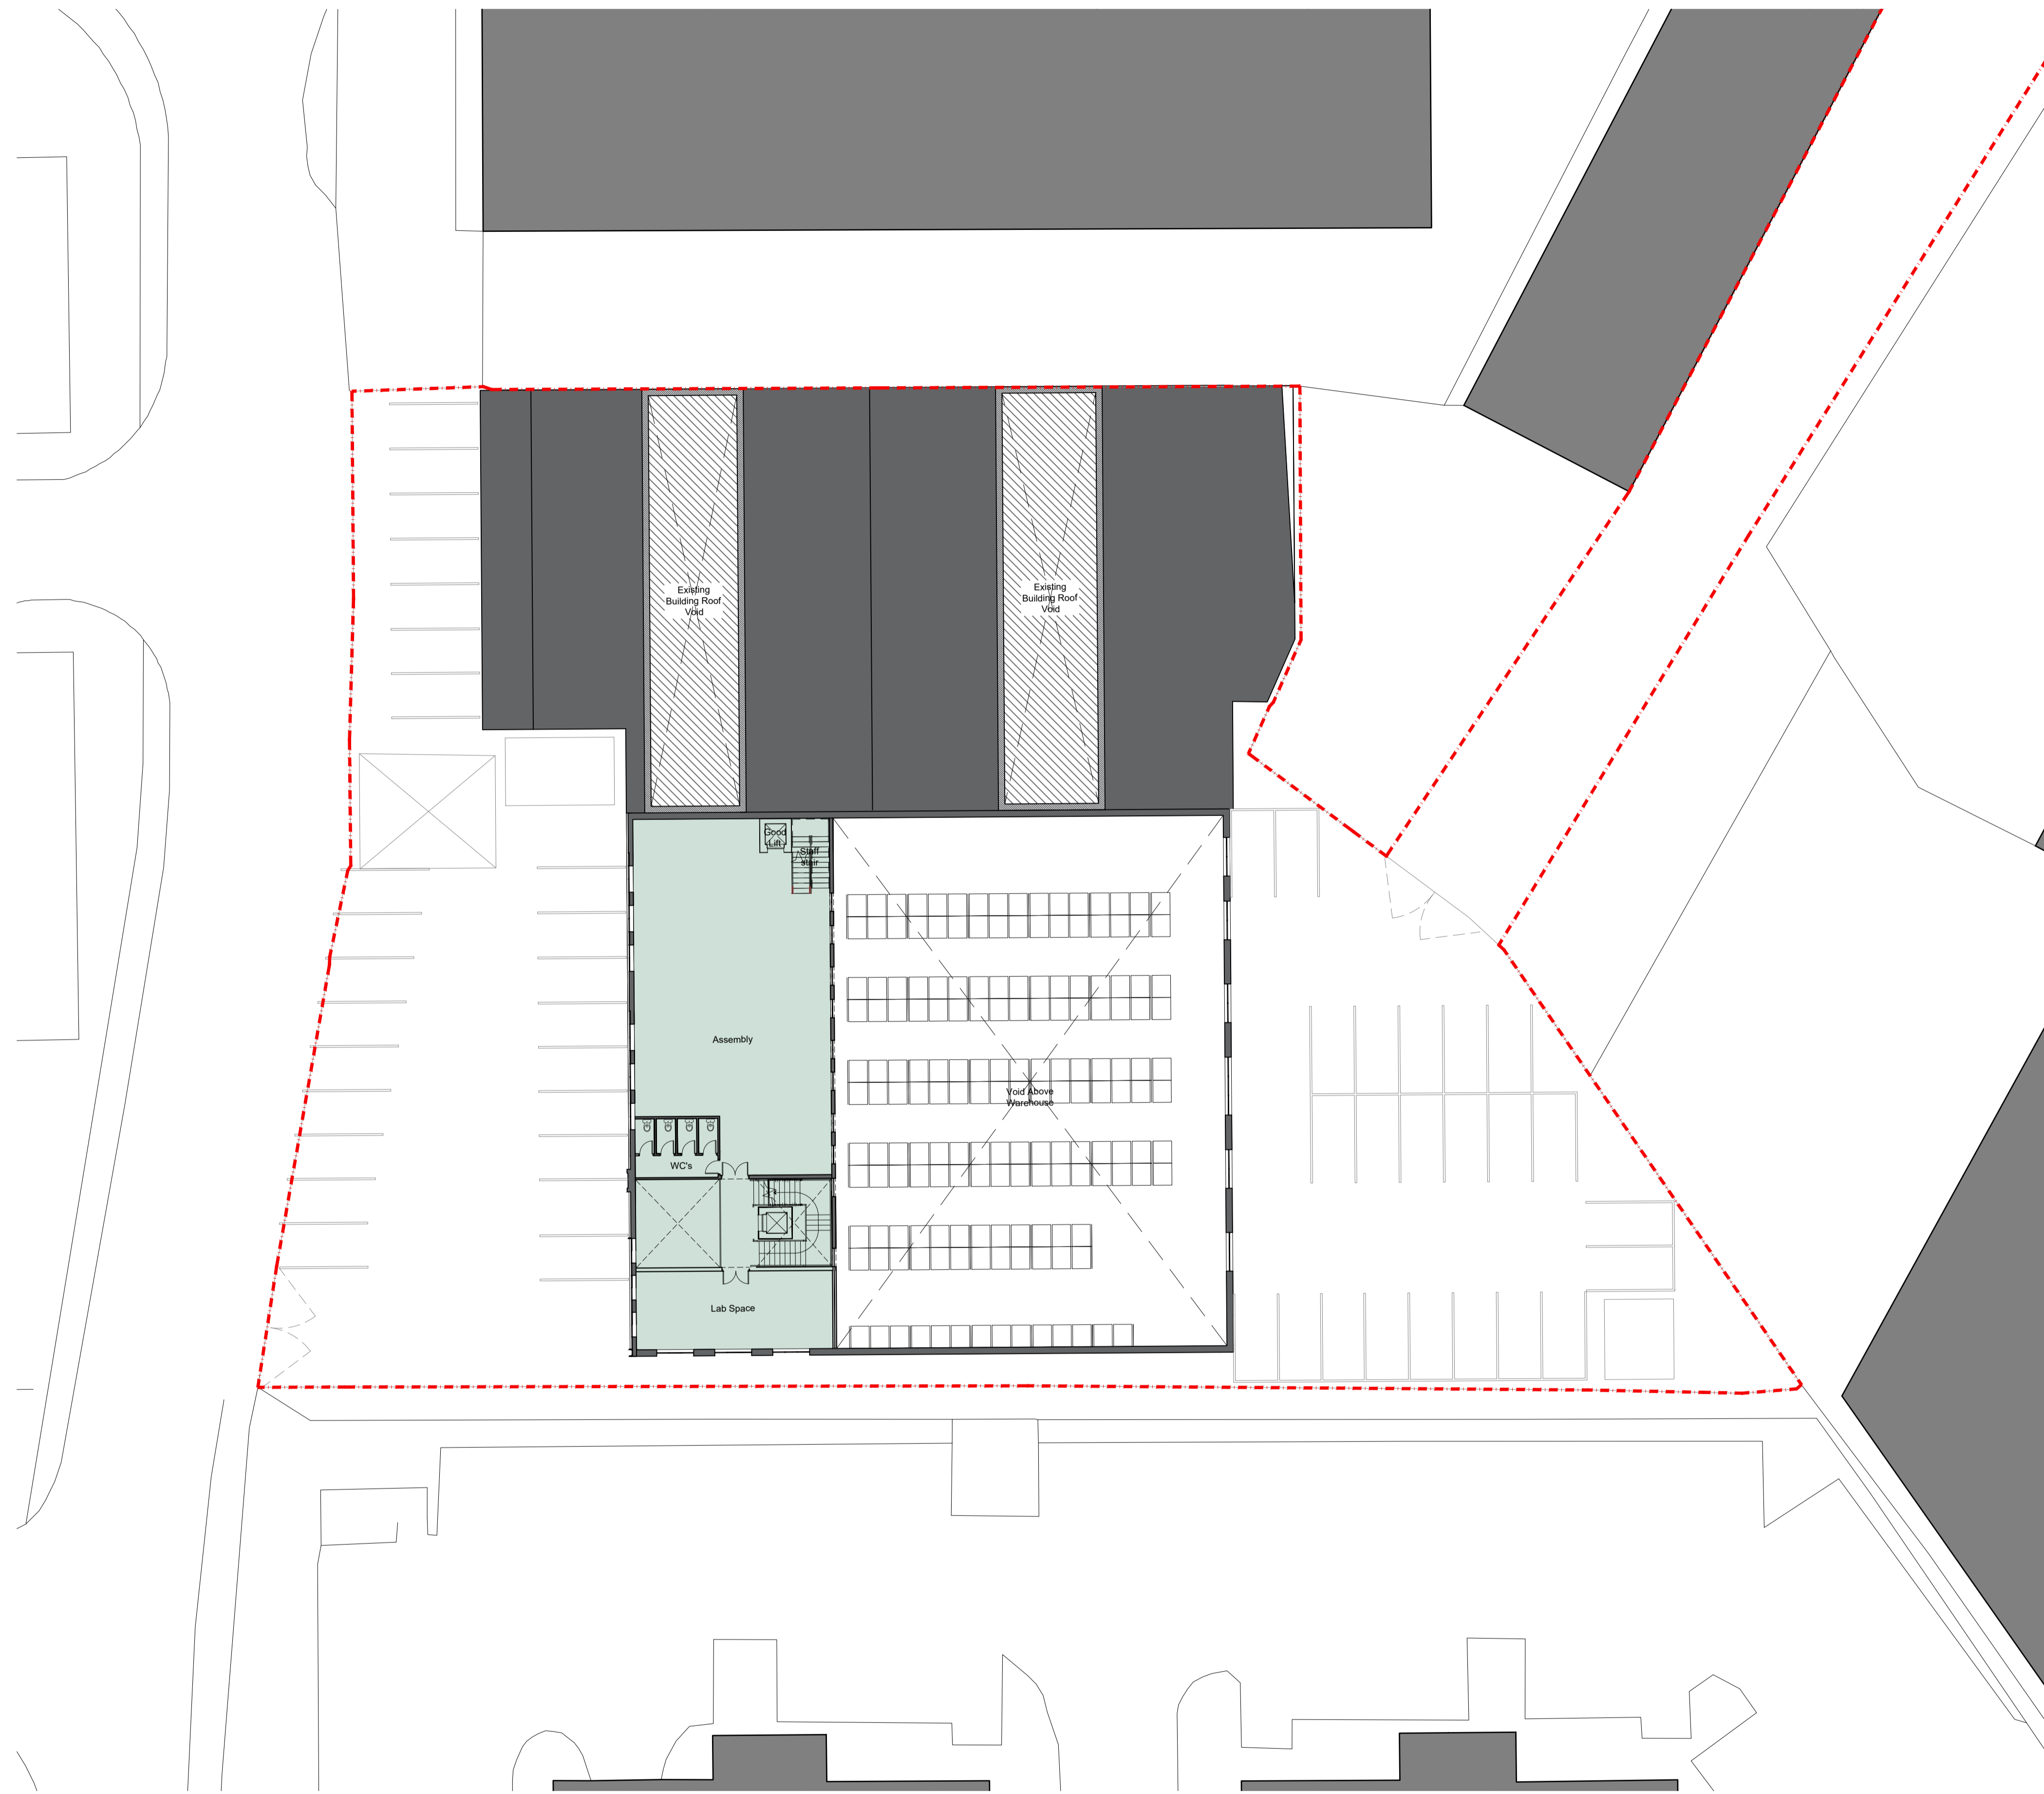 Existing
Building Roof
Void
Existing
Building Roof
Void
Good
Lift
Staff
stair
Assembly
Void Above
Warehouse
WC's
Lab Space